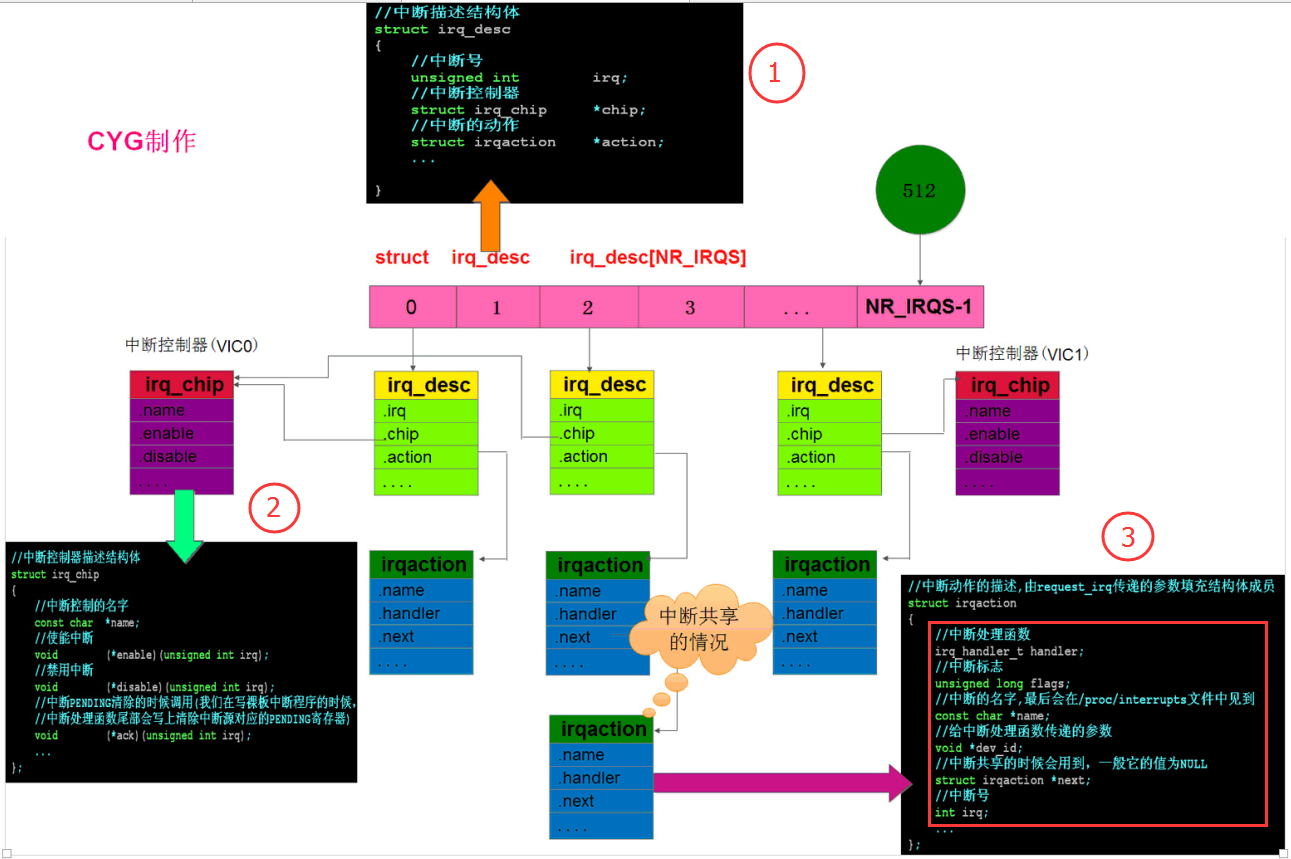 //中断描述结构体
struct irq_desc
{
//中断号
unsigned int irq;
//中断控制器
struct irq_chip *chip;
//中断的动作
struct irqaction *action;
...
}
1
CYG制作
512
struct irq_desc irq_desc[NR_IRQS]
0 1 2 3 ... NR_IRQS-1
中断控制器(VIC0)
irq_chip
.name
.enable
.disable
....
irq_desc
.irq
.chip
.action
....
irq_desc
.irq
.chip
.action
....
irq_desc
.irq
.chip
.action
....
中断控制器(VIC1)
irq_chip
.name
.enable
.disable
....
2
//中断控制器描述结构体
struct irq_chip
{
//中断控制的名字
const char *name;
//使能中断
void (*enable)(unsigned int irq);
//禁用中断
void (*disable)(unsigned int irq);
//中断PENDING清除的时候调用(我们在写裸板中断程序的时候,
//中断处理函数尾部会写上清除中断源对应的PENDING寄存器)
void (*ack)(unsigned int irq);
...
};
irqaction
.name
.handler
.next
....
irqaction
.name
.handler
.next
....
中断共享
的情况
irqaction
.name
.handler
.next
....
irqaction
.name
.handler
.next
....
3
//中断动作的描述,由request_irq传递的参数填充结构体成员
struct irqaction
{
//中断处理函数
irq_handler_t handler;
//中断标志
unsigned long flags;
//中断的名字,最后会在/proc/interrupts文件中见到
const char *name;
//给中断处理函数传递的参数
void *dev_id;
//中断共享的时候会用到，一般它的值为NULL
struct irqaction *next;
//中断号
int irq;
...
};